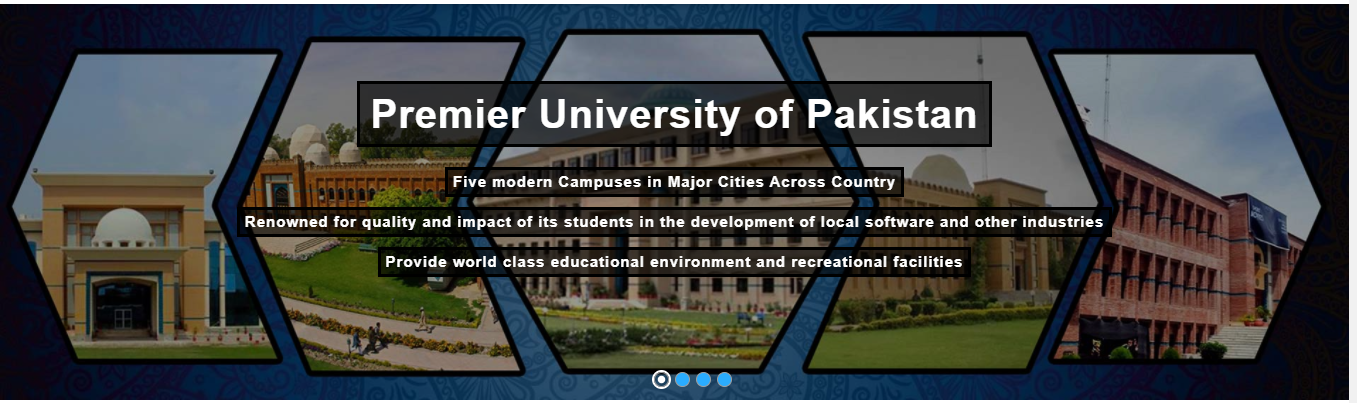 Premier University of Pakistan
Five modern Campuses in Major Cities Across Country
Renowned for quality and impact of its students in the development of local software and other industries
Provide world class educational environment and recreational facilities